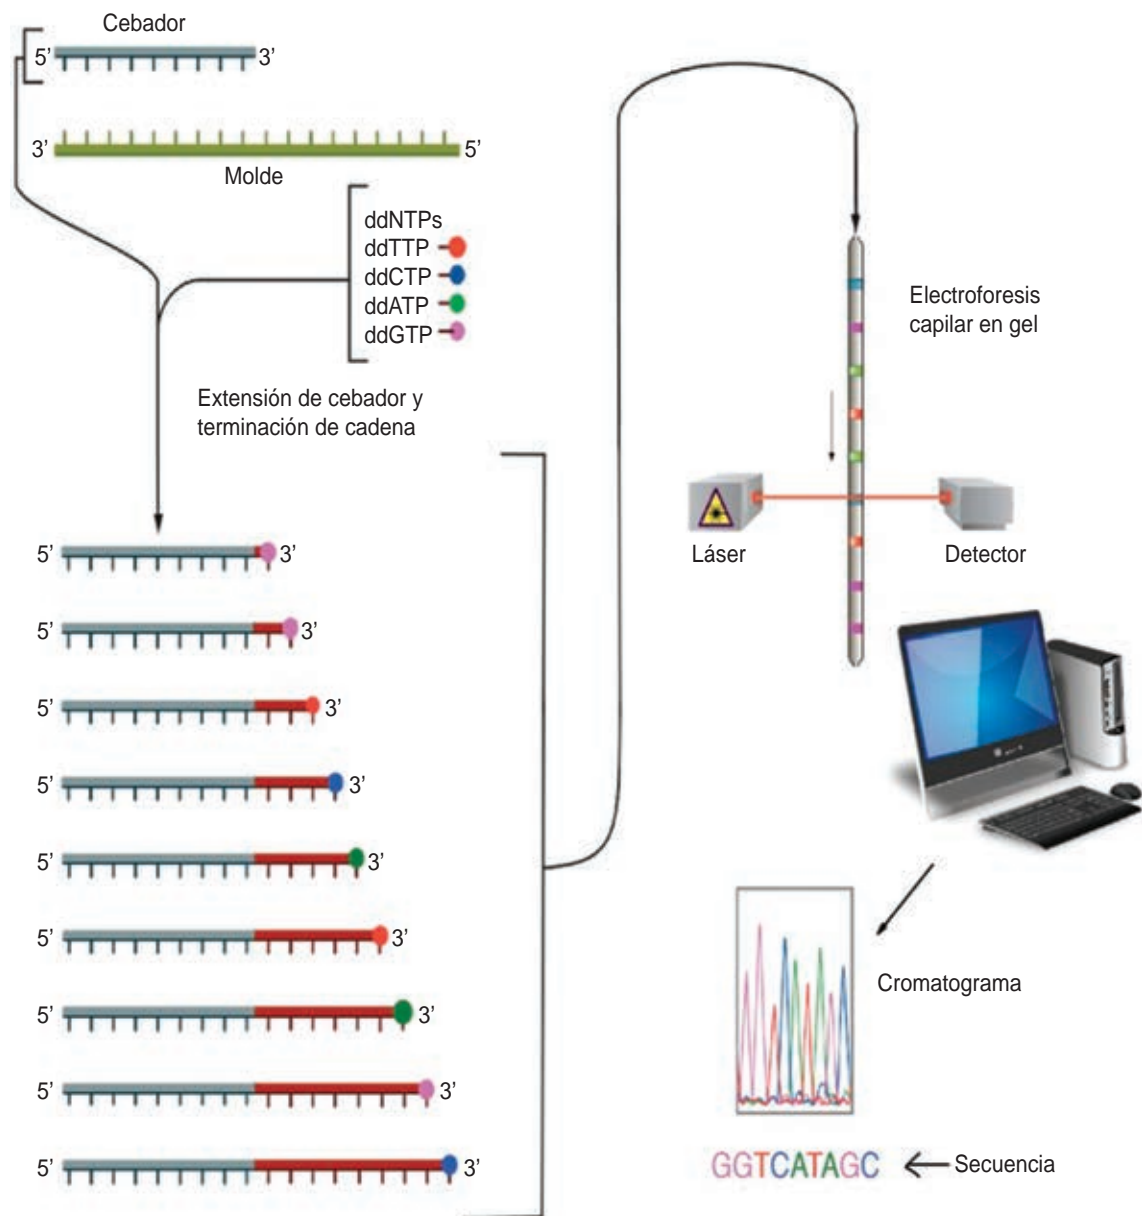 Cebador
5’ 3’
3’ 5’
Molde
ddNTPs
ddTTP
ddCTP
ddATP
ddGTP
Extensión de cebador y
terminación de cadena
5’ 3’
5’ 3’
5’ 3’
5’ 3’
5’ 3’
5’ 3’
5’ 3’
5’ 3’
5’ 3’
Electroforesis
capilar en gel
Láser
Detector
Cromatograma
GGTCATAGC
Secuencia